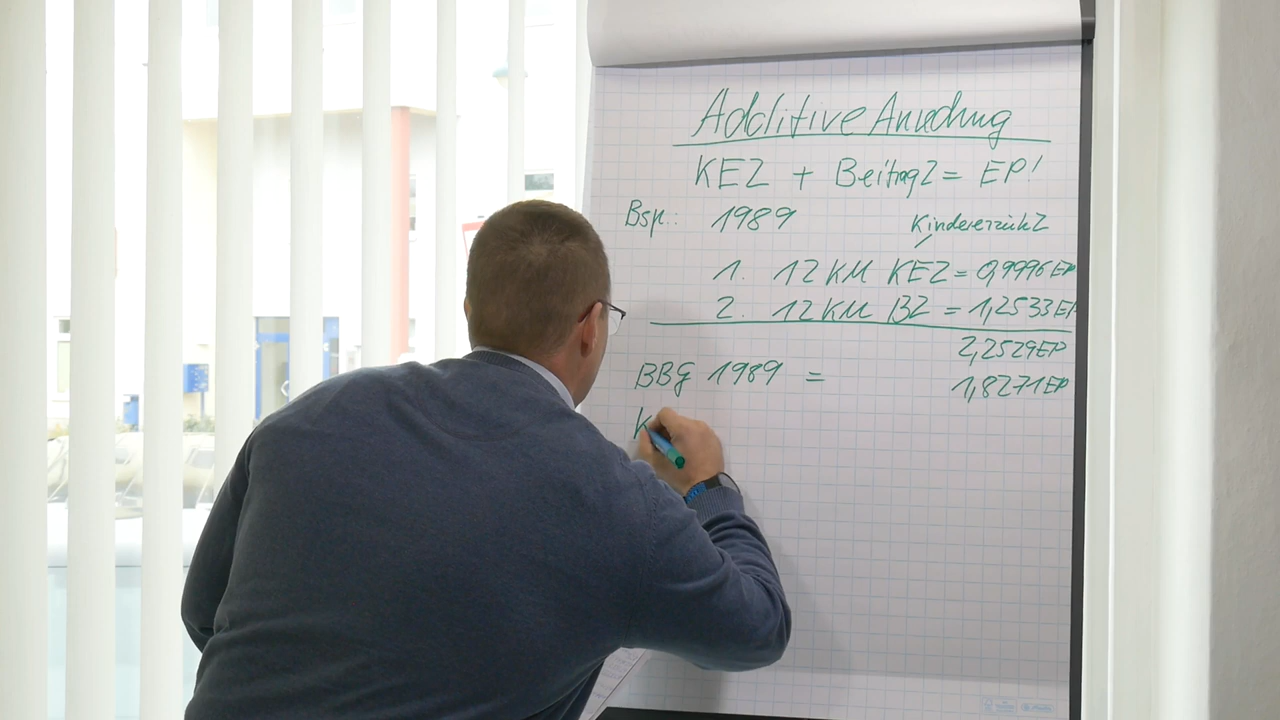 Additive Anrechnung
KEZ + BeitragZ = EP!
Bsp.: 1989 KindererziehZ
1. 12 KM KEZ = 0,9996 EP
2. 12 KM BZ = 1,2533 EP
2,2529 EP
BBG 1989 = 1,8271 EP
K